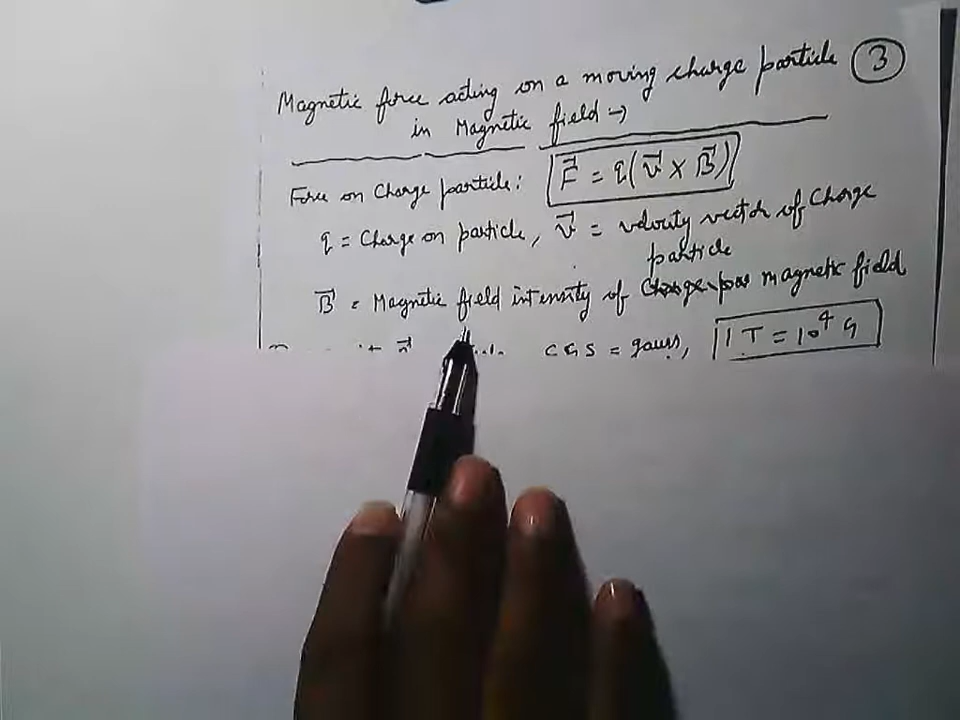 Magnetic force acting on a moving charge particle ③
in Magnetic field →
Force on Charge particle: F⃗ = q(v⃗ × B⃗)
q = Charge on particle, v⃗ = velocity vector of Charge
particle
B⃗ = Magnetic field intensity of magnetic field
CGS = gauss, 1 T = 10⁴ G